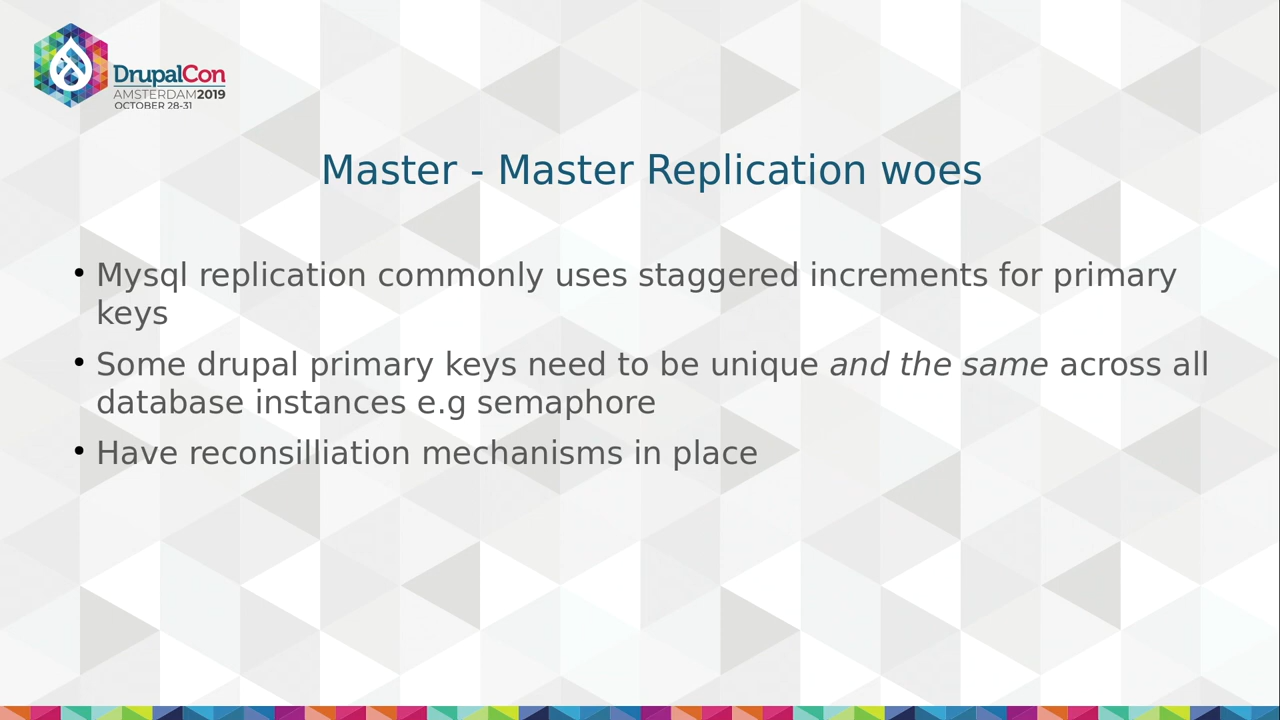 DrupalCon
AMSTERDAM2019
OCTOBER 28-31
Master - Master Replication woes
• Mysql replication commonly uses staggered increments for primary
keys
• Some drupal primary keys need to be unique and the same across all
database instances e.g semaphore
• Have reconsilliation mechanisms in place